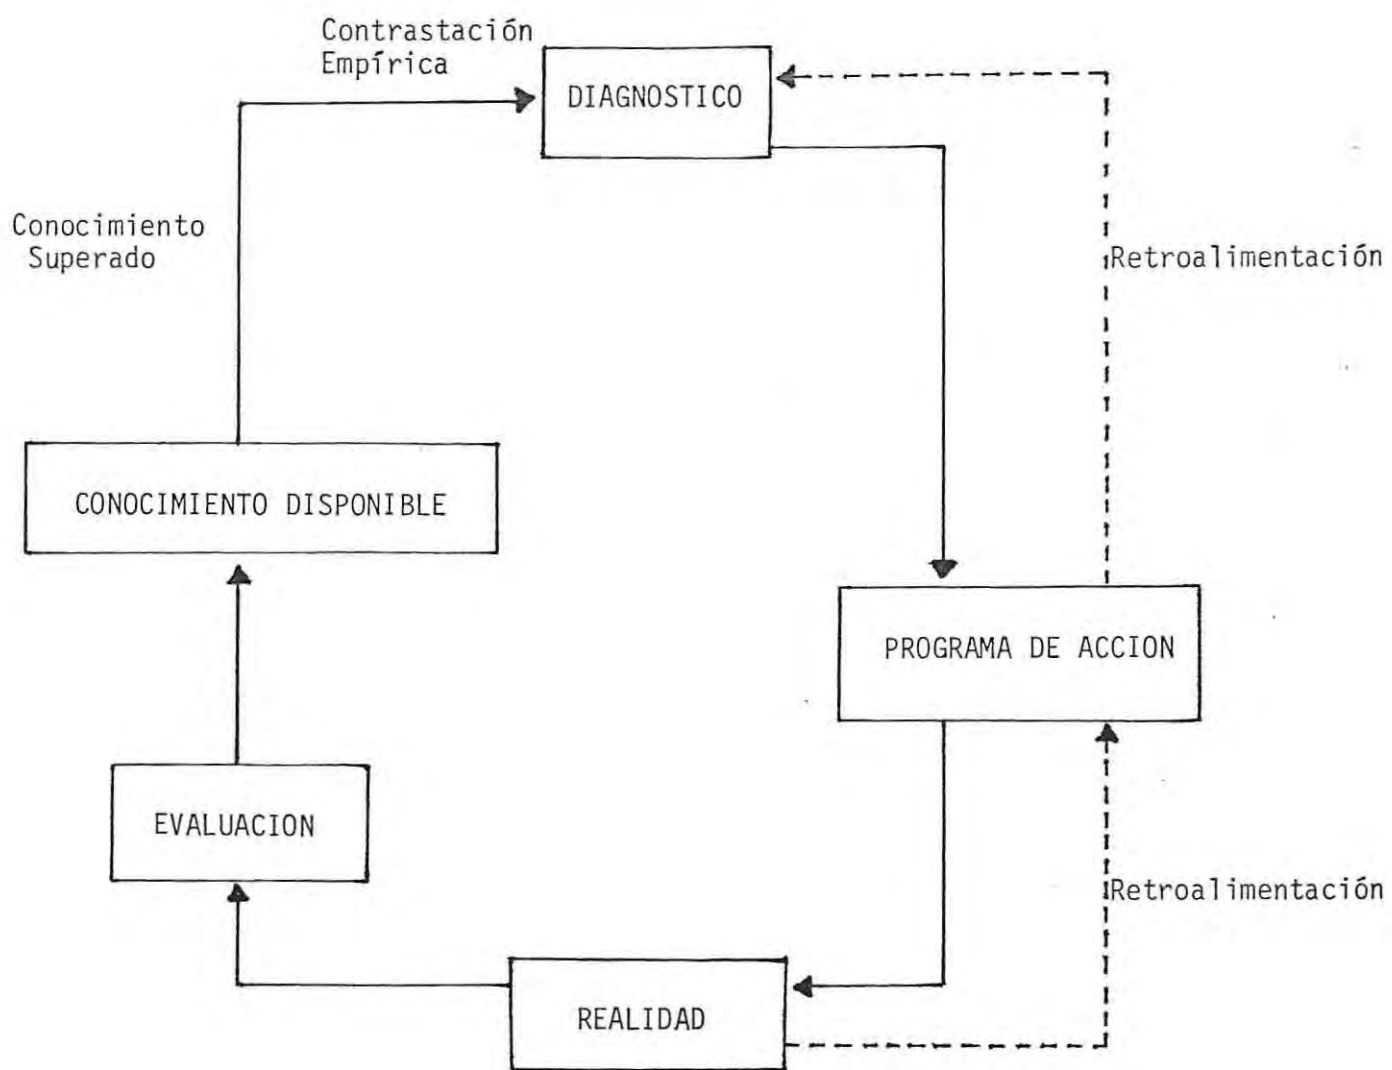 Contrastación
Empírica
DIAGNOSTICO
Conocimiento
Superado
Retroalimentación
CONOCIMIENTO DISPONIBLE
PROGRAMA DE ACCION
EVALUACION
Retroalimentación
REALIDAD